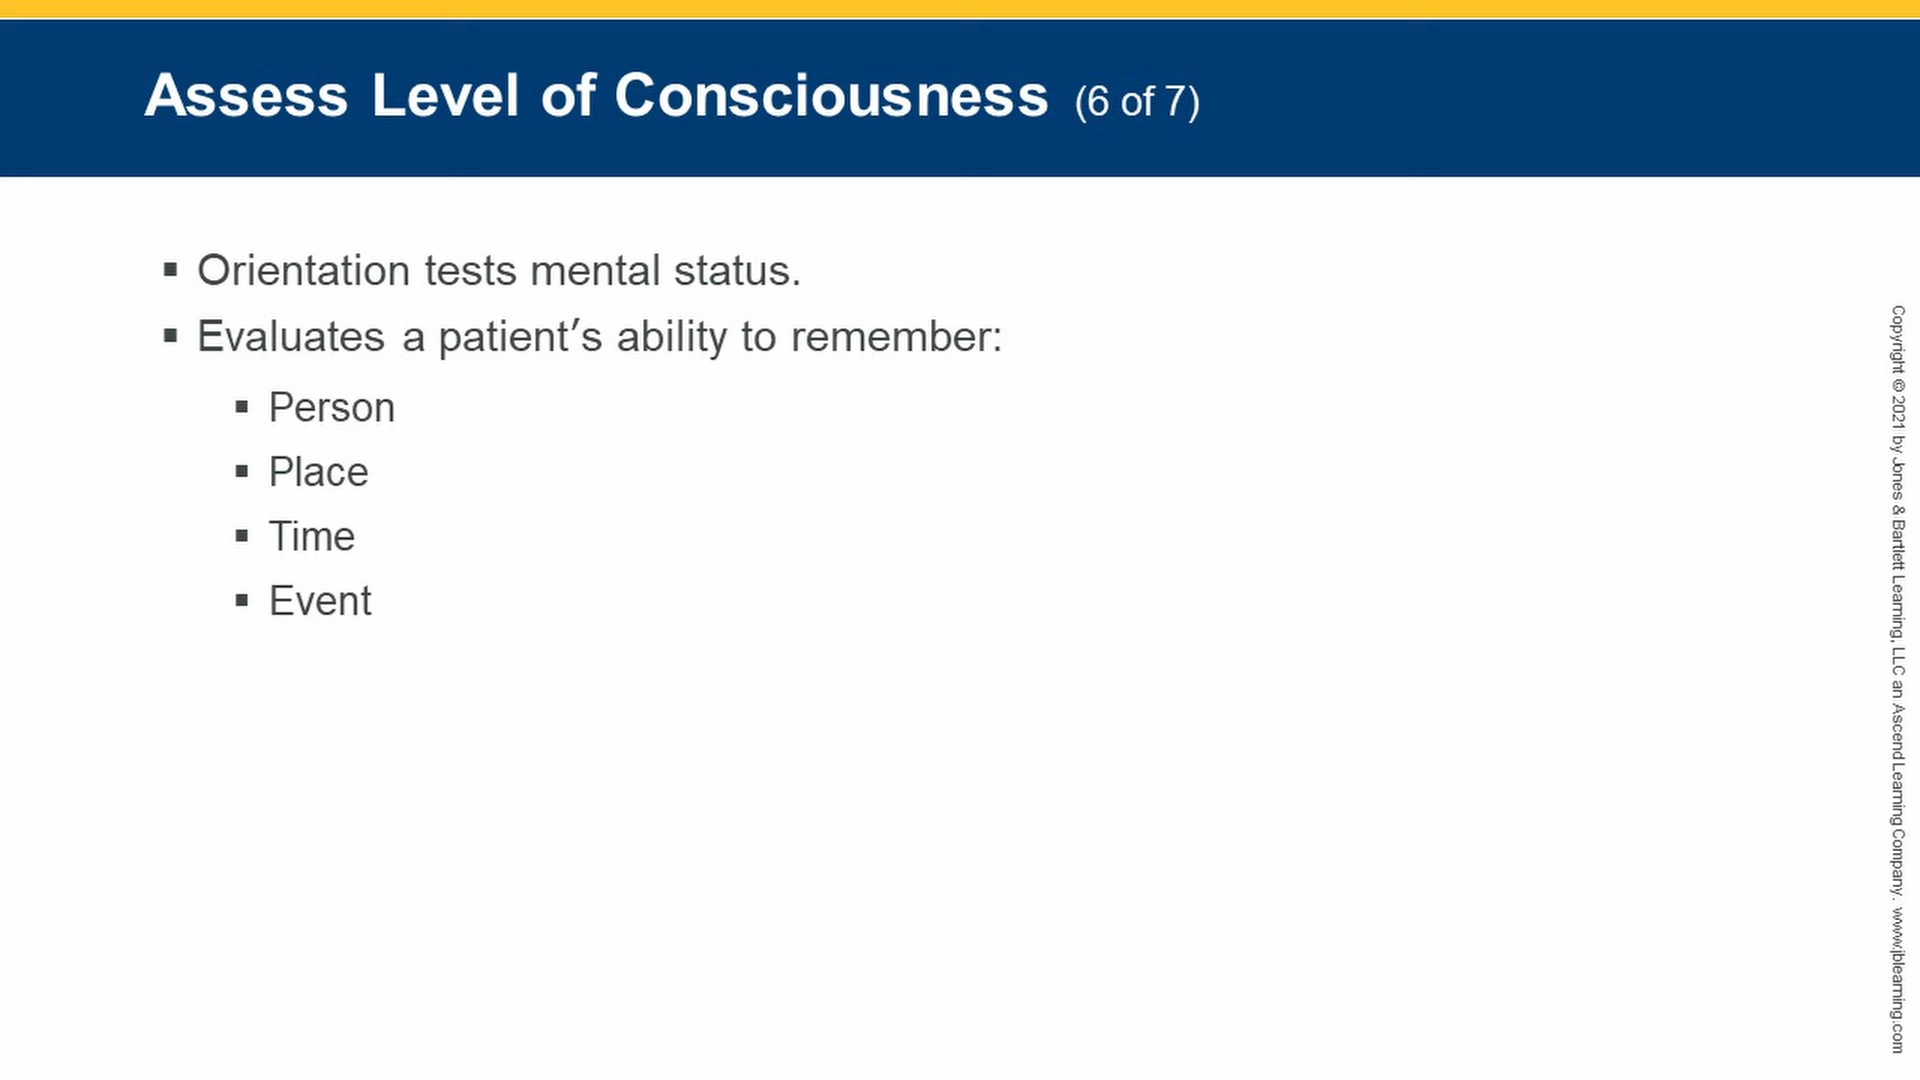 Assess Level of Consciousness (6 of 7)
▪ Orientation tests mental status.
▪ Evaluates a patient′s ability to remember:
▪ Person
▪ Place
▪ Time
▪ Event
Copyright © 2021 by Jones & Bartlett Learning, LLC an Ascend Learning Company. www.jblearning.com